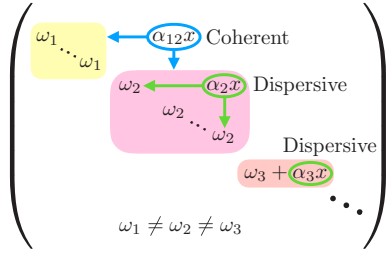 ω₁ α₁₂x Coherent
⋱
ω₁
ω₂ α₂x Dispersive
ω₂ ⋱ ω₂
Dispersive
ω₃ + α₃x
⋱
ω₁ ≠ ω₂ ≠ ω₃